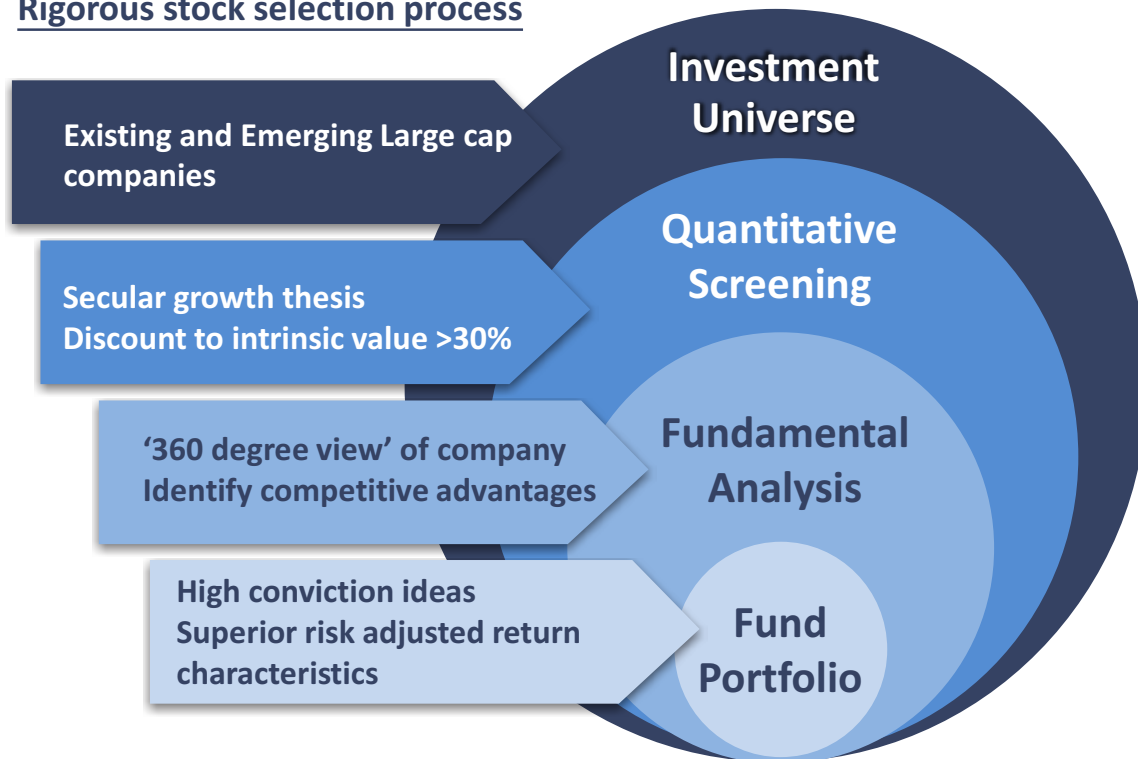 Rigorous stock selection process
Investment
Universe
Existing and Emerging Large cap
companies
Quantitative
Screening
Secular growth thesis
Discount to intrinsic value >30%
Fundamental
Analysis
‘360 degree view’ of company
Identify competitive advantages
High conviction ideas
Superior risk adjusted return
characteristics
Fund
Portfolio